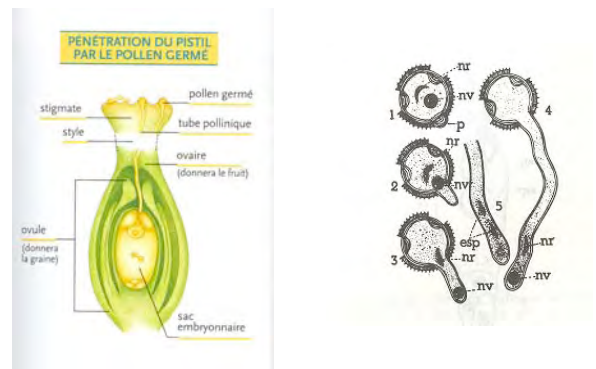 PÉNÉTRATION DU PISTIL
PAR LE POLLEN GERMÉ
pollen germé
stigmate
tube pollinique
style
ovaire
(donnera le fruit)
ovule
(donnera
la graine)
sac
embryonnaire
nr
nv
1
p
4
nr
2
nv
5
esp
nr
3
nv
nr
nv